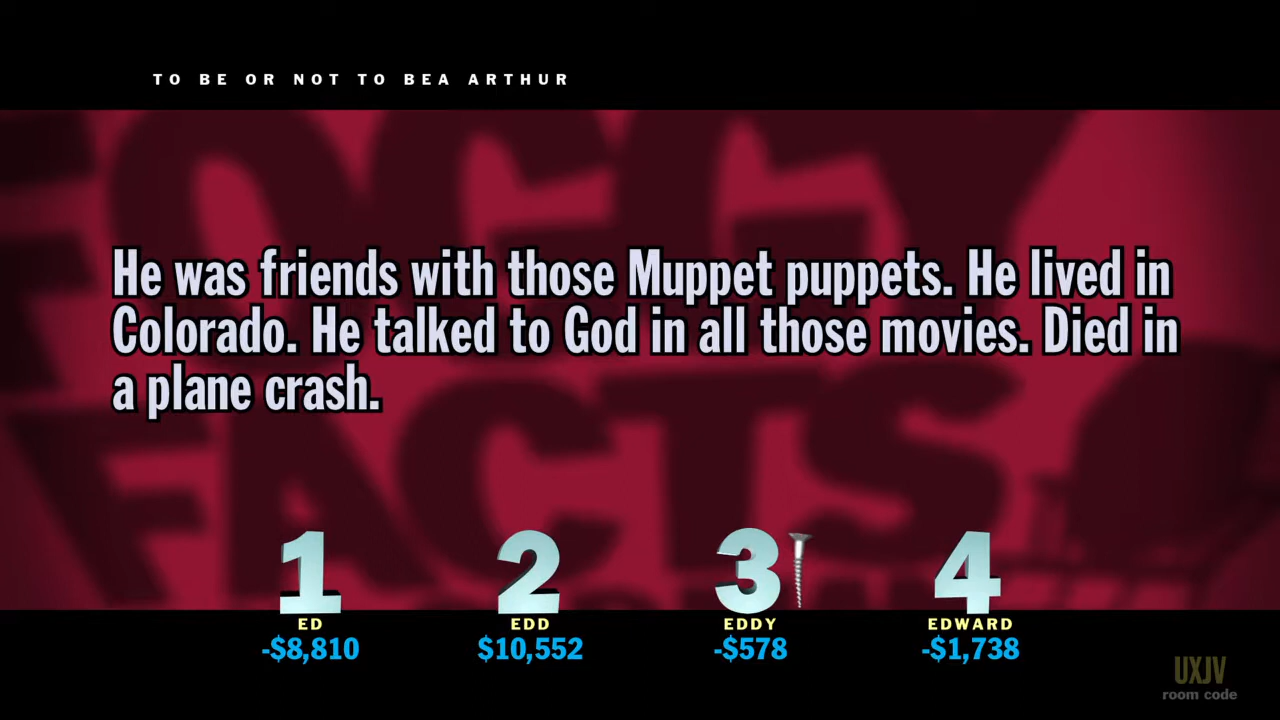 TO BE OR NOT TO BEA ARTHUR
FOGGY
FACTS
He was friends with those Muppet puppets. He lived in
Colorado. He talked to God in all those movies. Died in
a plane crash.
1 2 3 4
ED EDD EDDY EDWARD
-$8,810 $10,552 -$578 -$1,738
UXJV
room code